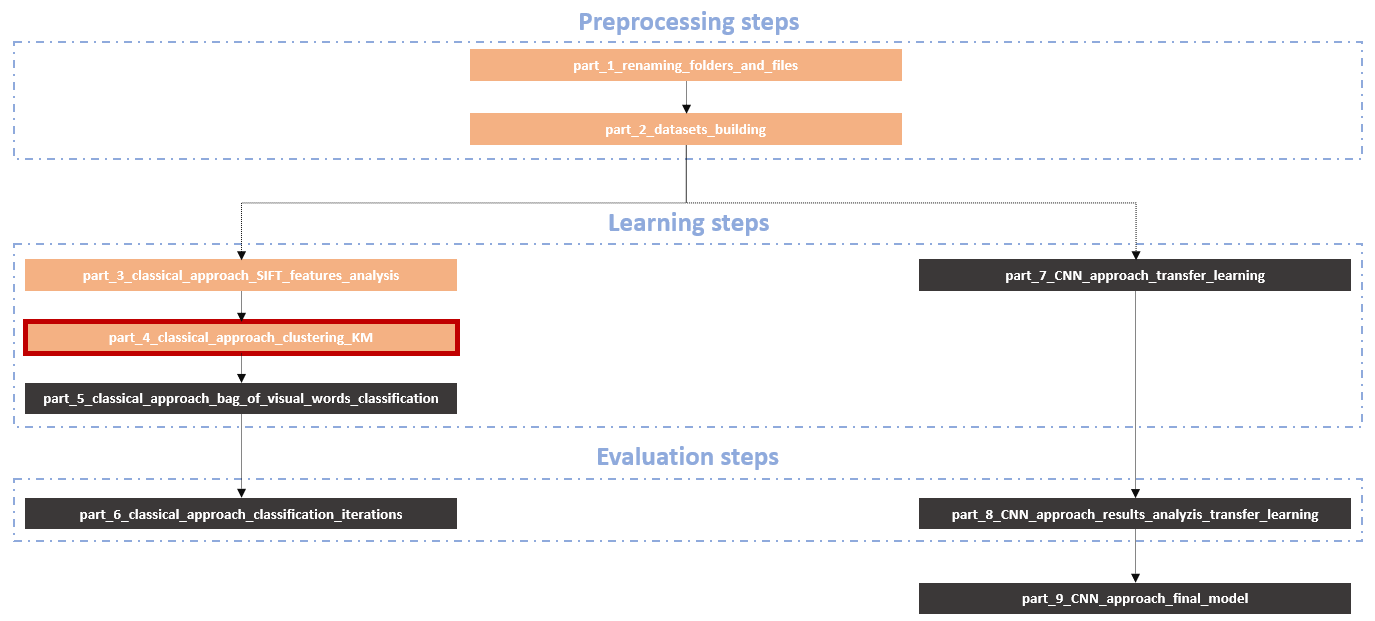 Preprocessing steps
part_1_renaming_folders_and_files
part_2_datasets_building
Learning steps
part_3_classical_approach_SIFT_features_analysis
part_7_CNN_approach_transfer_learning
part_4_classical_approach_clustering_KM
part_5_classical_approach_bag_of_visual_words_classification
Evaluation steps
part_6_classical_approach_classification_iterations
part_8_CNN_approach_results_analyzis_transfer_learning
part_9_CNN_approach_final_model